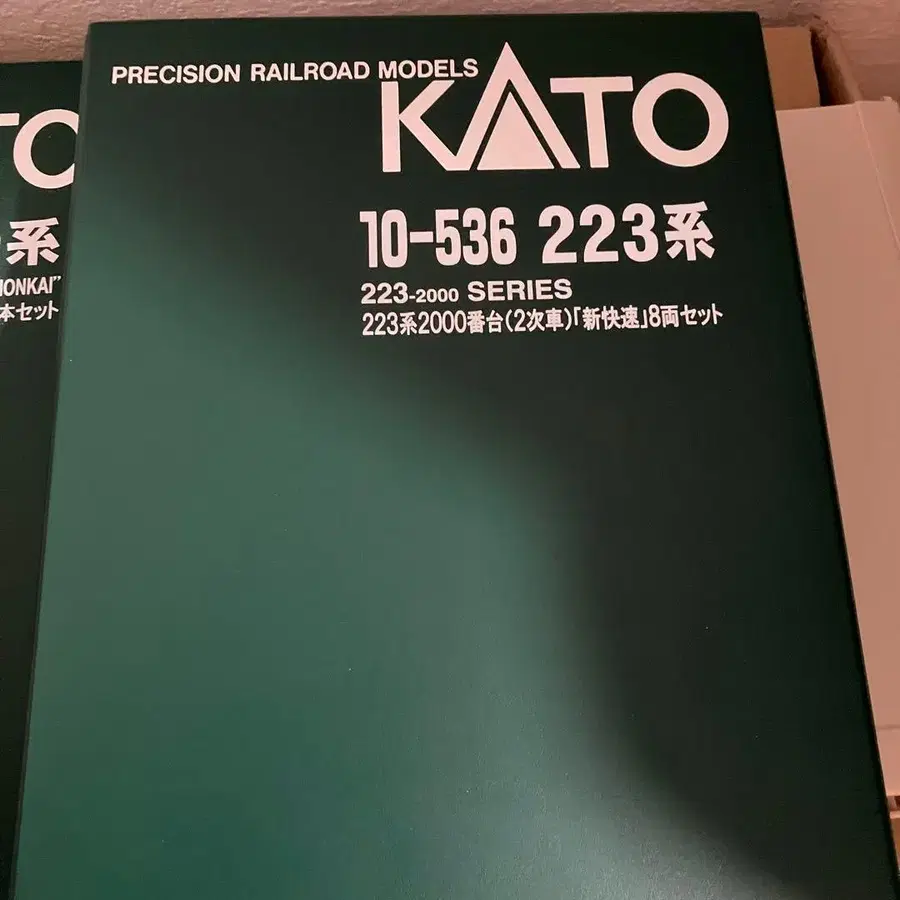 PRECISION RAILROAD MODELS
KATO
10-536 223系
223-2000 SERIES
223系2000番台(2次車)「新快速」8両セット
TO
系
IONKAI"
本セット